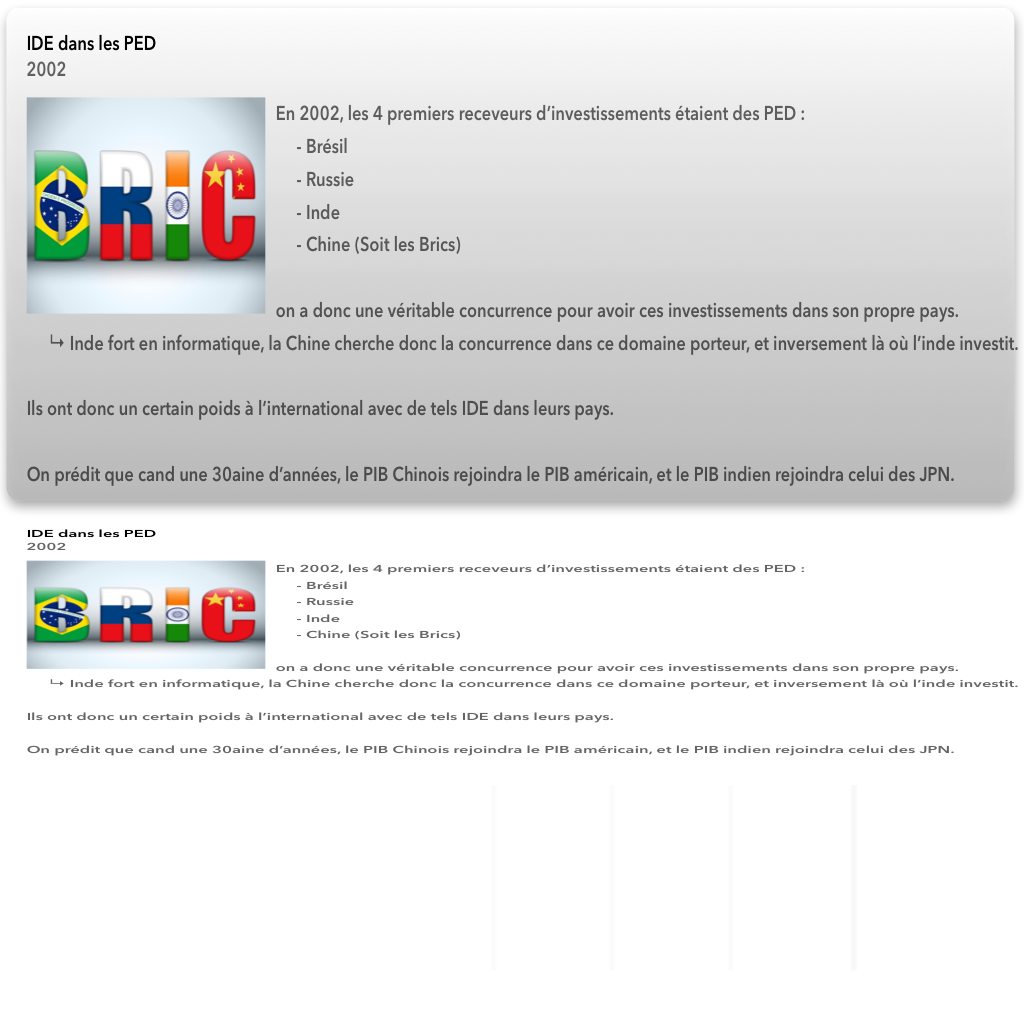 IDE dans les PED
2002
BRIC
En 2002, les 4 premiers receveurs d’investissements étaient des PED :
- Brésil
- Russie
- Inde
- Chine (Soit les Brics)
on a donc une véritable concurrence pour avoir ces investissements dans son propre pays.
↳ Inde fort en informatique, la Chine cherche donc la concurrence dans ce domaine porteur, et inversement là où l’inde investit.
Ils ont donc un certain poids à l’international avec de tels IDE dans leurs pays.
On prédit que cand une 30aine d’années, le PIB Chinois rejoindra le PIB américain, et le PIB indien rejoindra celui des JPN.
IDE dans les PED
2002
BRIC
En 2002, les 4 premiers receveurs d’investissements étaient des PED :
- Brésil
- Russie
- Inde
- Chine (Soit les Brics)
on a donc une véritable concurrence pour avoir ces investissements dans son propre pays.
↳ Inde fort en informatique, la Chine cherche donc la concurrence dans ce domaine porteur, et inversement là où l’inde investit.
Ils ont donc un certain poids à l’international avec de tels IDE dans leurs pays.
On prédit que cand une 30aine d’années, le PIB Chinois rejoindra le PIB américain, et le PIB indien rejoindra celui des JPN.